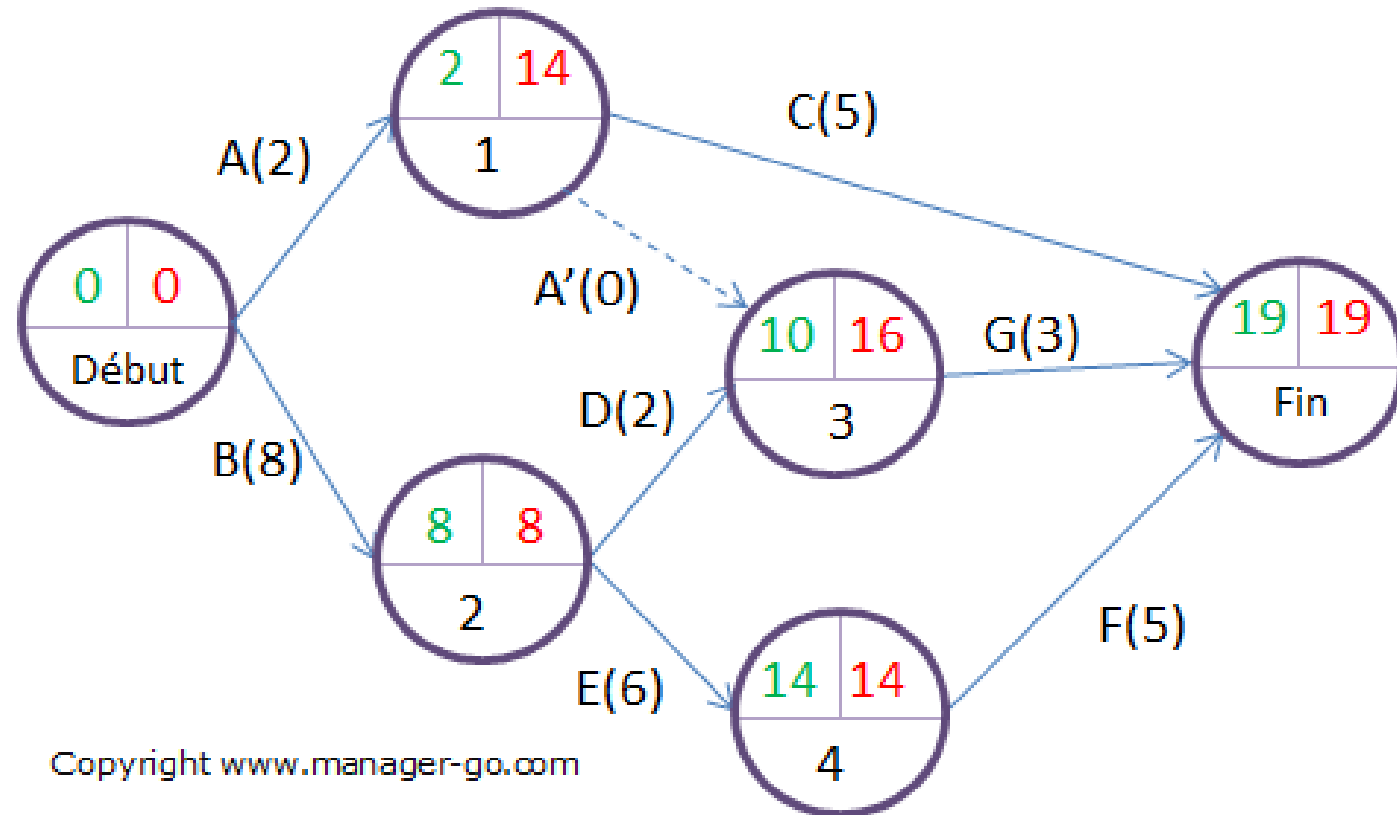 2 14
1
A(2)
C(5)
0 0
Début
A’(0)
10 16
3
G(3)
19 19
Fin
D(2)
B(8)
8 8
2
E(6)
14 14
4
F(5)
Copyright www.manager-go.com